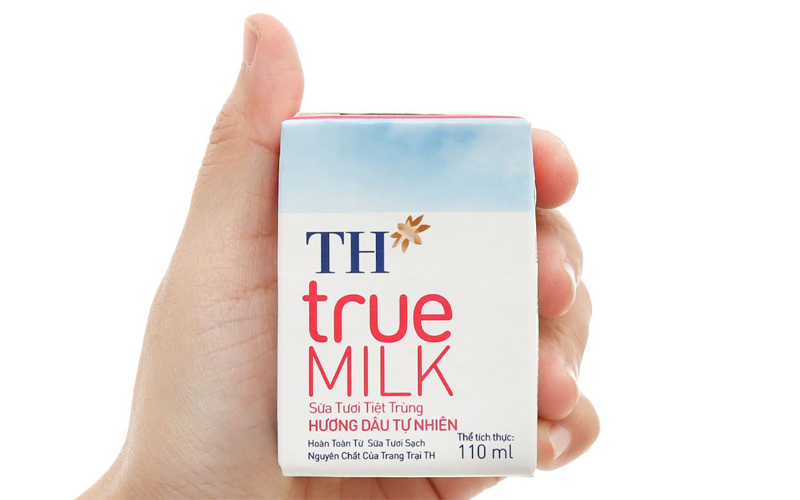 TH
true
MILK
Sữa Tươi Tiệt Trùng
HƯƠNG DÂU TỰ NHIÊN
Hoàn Toàn Từ Sữa Tươi Sạch
Nguyên Chất Của Trang Trại TH
Thể tích thực:
110 ml